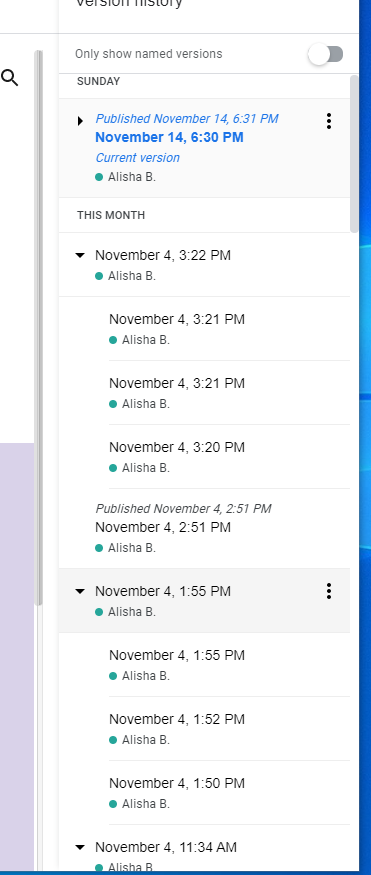 Version history
Only show named versions
SUNDAY
Published November 14, 6:31 PM
November 14, 6:30 PM
Current version
Alisha B.
THIS MONTH
November 4, 3:22 PM
Alisha B.
November 4, 3:21 PM
Alisha B.
November 4, 3:21 PM
Alisha B.
November 4, 3:20 PM
Alisha B.
Published November 4, 2:51 PM
November 4, 2:51 PM
Alisha B.
November 4, 1:55 PM
Alisha B.
November 4, 1:55 PM
Alisha B.
November 4, 1:52 PM
Alisha B.
November 4, 1:50 PM
Alisha B.
November 4, 11:34 AM
Alisha B.